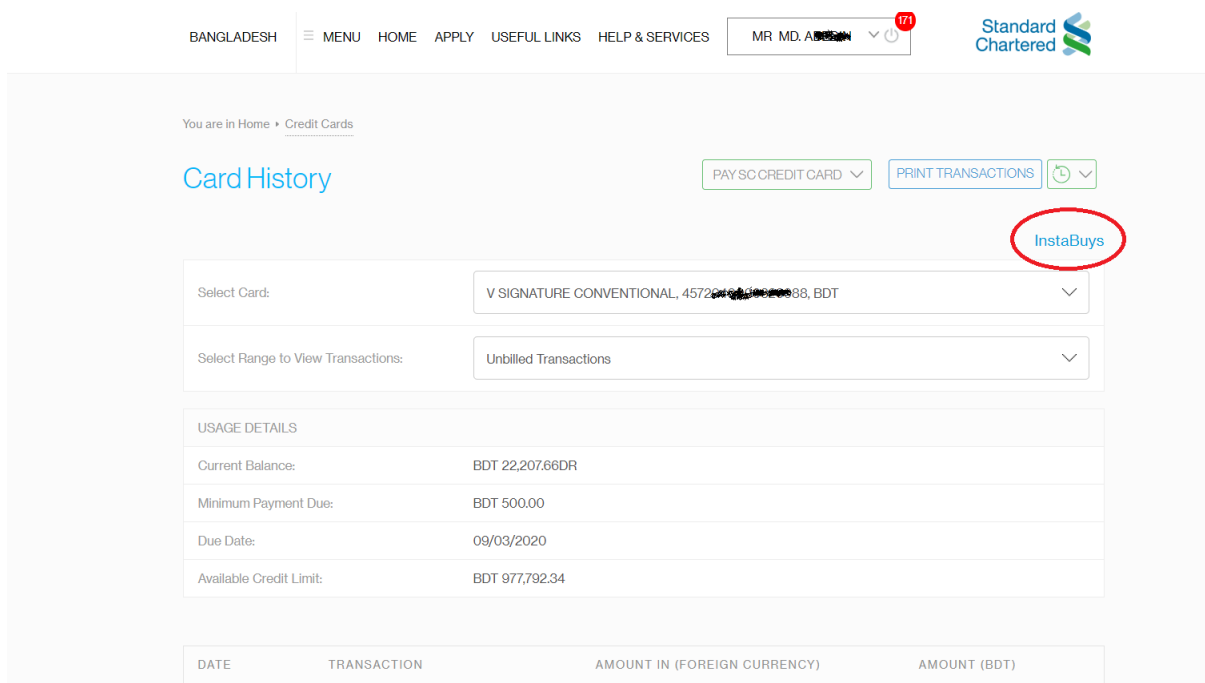 BANGLADESH MENU HOME APPLY USEFUL LINKS HELP & SERVICES MR MD. 171 Standard Chartered
You are in Home Credit Cards
Card History PAY SC CREDIT CARD PRINT TRANSACTIONS
InstaBuys
Select Card: V SIGNATURE CONVENTIONAL, 4572 88, BDT
Select Range to View Transactions: Unbilled Transactions
USAGE DETAILS
Current Balance: BDT 22,207.66DR
Minimum Payment Due: BDT 500.00
Due Date: 09/03/2020
Available Credit Limit: BDT 977,792.34
DATE TRANSACTION AMOUNT IN (FOREIGN CURRENCY) AMOUNT (BDT)